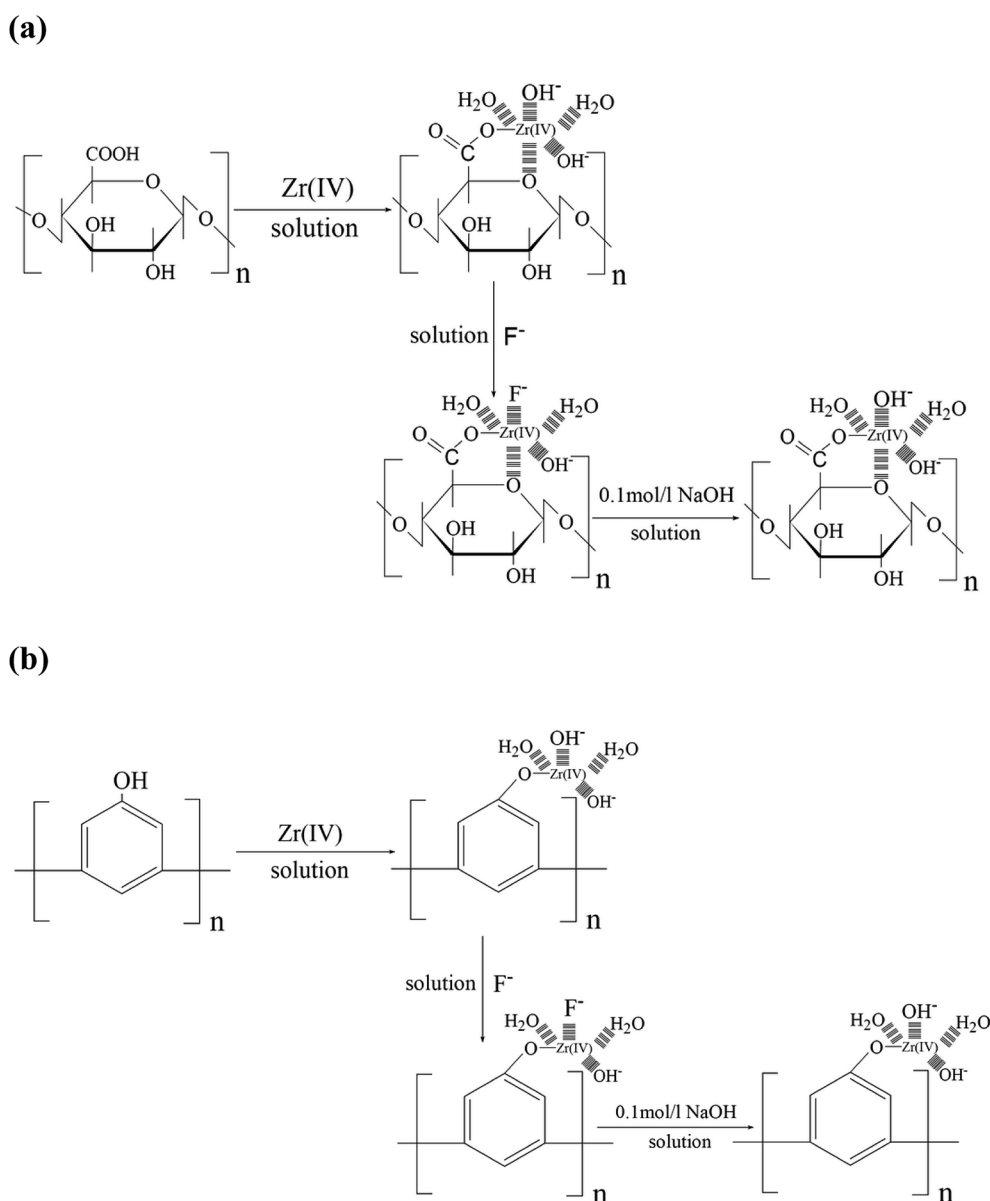 (a)
H₂O OH⁻ H₂O
O O Zr(IV)
COOH C OH⁻
O Zr(IV) O
O OH O solution O OH O
OH n OH n
solution F⁻
F⁻
H₂O H₂O H₂O OH⁻ H₂O
O O Zr(IV) O O Zr(IV)
C OH⁻ C OH⁻
O 0.1mol/l NaOH O
O OH O solution O OH O
OH n OH n
(b)
H₂O OH⁻ H₂O
OH O Zr(IV)
OH⁻
Zr(IV)
solution
n n
solution F⁻
H₂O F⁻ H₂O H₂O OH⁻ H₂O
O Zr(IV) O Zr(IV)
OH⁻ OH⁻
0.1mol/l NaOH
solution
n n